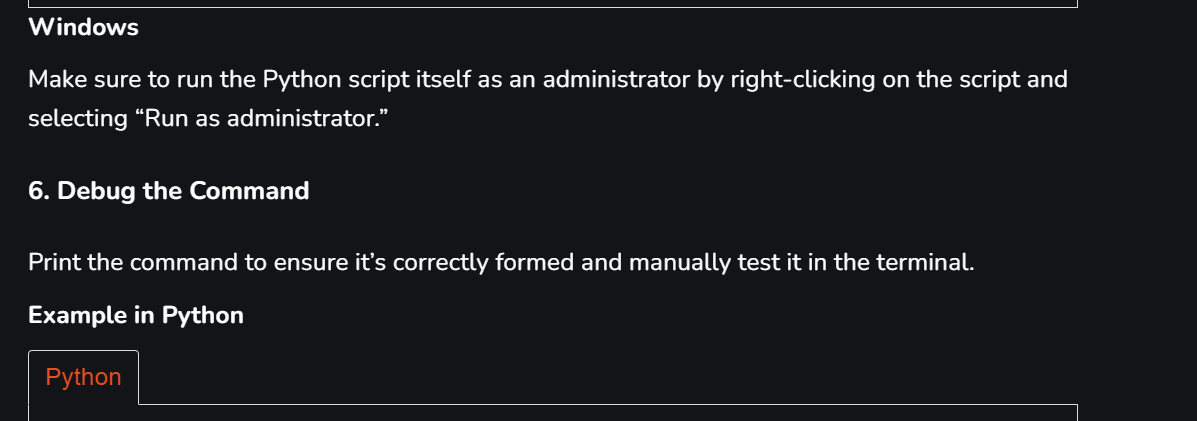 Windows
Make sure to run the Python script itself as an administrator by right-clicking on the script and
selecting “Run as administrator.”
6. Debug the Command
Print the command to ensure it’s correctly formed and manually test it in the terminal.
Example in Python
Python